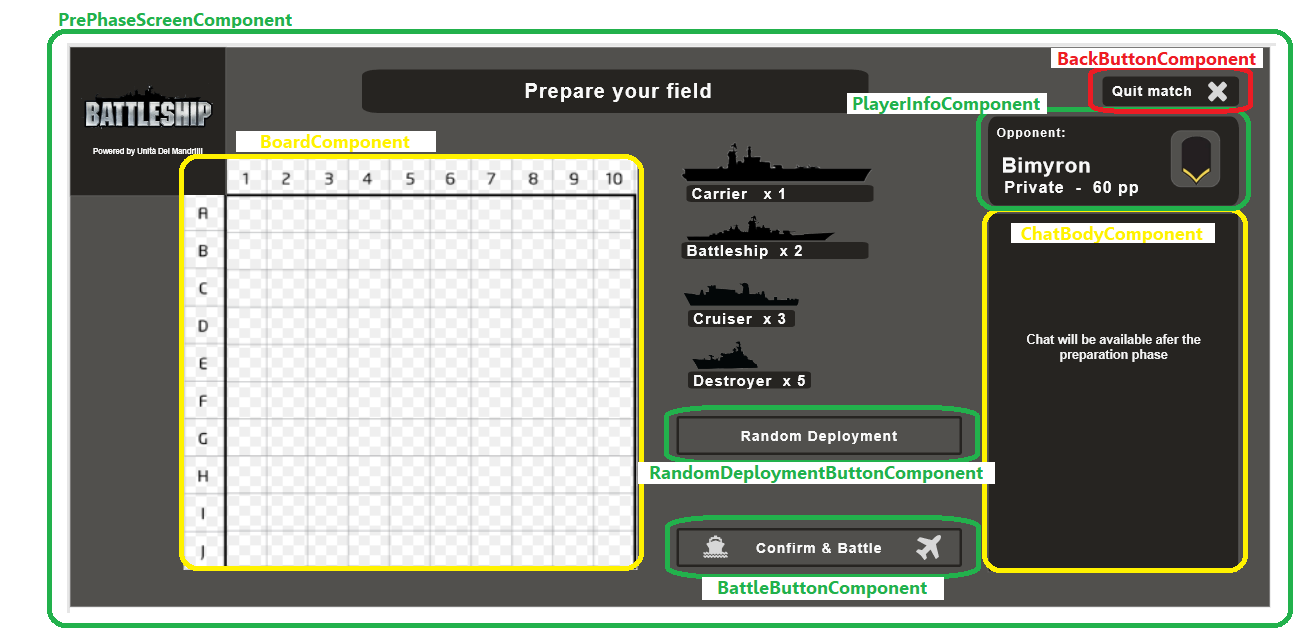 PrePhaseScreenComponent
BackButtonComponent
Prepare your field
Quit match
PlayerInfoComponent
BATTLESHIP
Powered by Unità Dei Mandrilli
BoardComponent
Opponent:
Bimyron
Private - 60 pp
1 2 3 4 5 6 7 8 9 10
Carrier x 1
A
ChatBodyComponent
B
Battleship x 2
C
Cruiser x 3
D
Chat will be available afer the
preparation phase
E
Destroyer x 5
F
G
Random Deployment
H
RandomDeploymentButtonComponent
I
J
Confirm & Battle
BattleButtonComponent